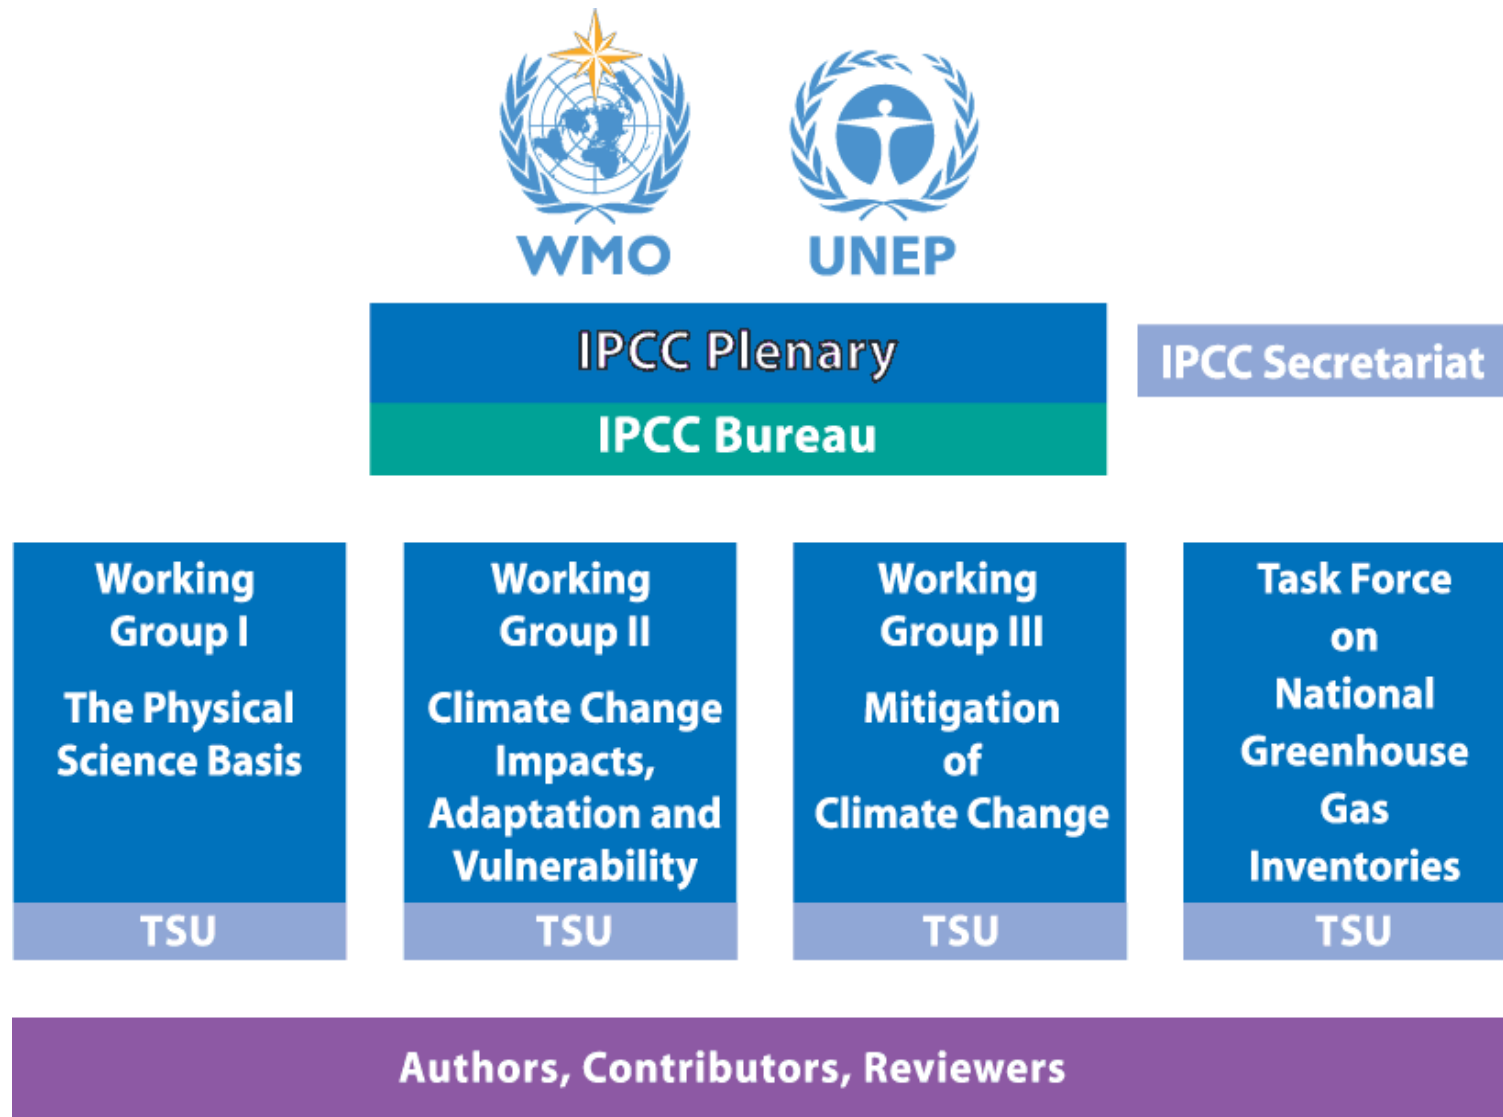 WMO
UNEP
IPCC Plenary
IPCC Secretariat
IPCC Bureau
Working
Group I
The Physical
Science Basis
TSU
Working
Group II
Climate Change
Impacts,
Adaptation and
Vulnerability
TSU
Working
Group III
Mitigation
of
Climate Change
TSU
Task Force
on
National
Greenhouse
Gas
Inventories
TSU
Authors, Contributors, Reviewers